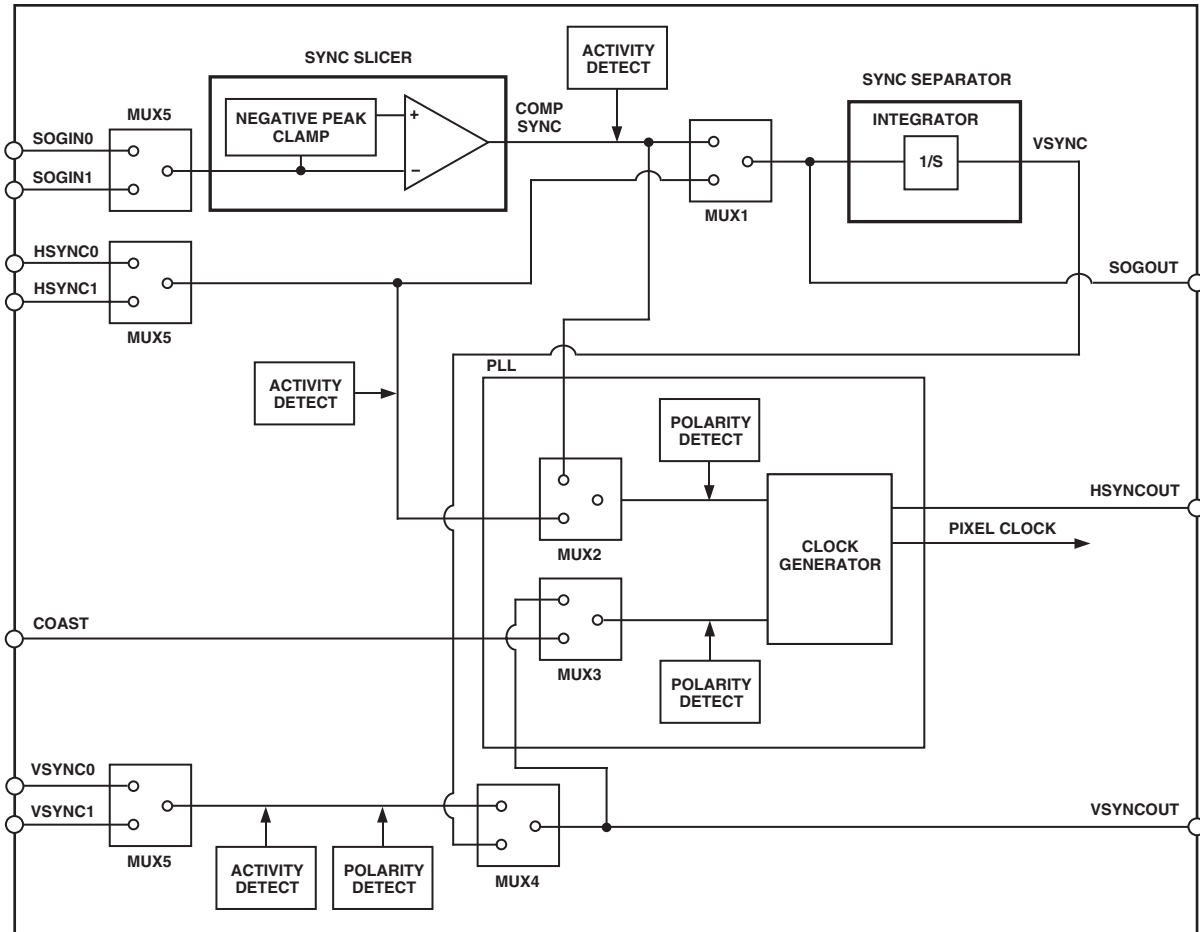 SYNC SLICER
ACTIVITY
DETECT
SYNC SEPARATOR
MUX5
NEGATIVE PEAK
CLAMP
+
−
COMP
SYNC
INTEGRATOR
1/S
VSYNC
SOGIN0
SOGIN1
MUX1
HSYNC0
HSYNC1
MUX5
SOGOUT
PLL
ACTIVITY
DETECT
POLARITY
DETECT
MUX2
CLOCK
GENERATOR
HSYNCOUT
PIXEL CLOCK
COAST
MUX3
POLARITY
DETECT
VSYNC0
VSYNC1
MUX5
ACTIVITY
DETECT
POLARITY
DETECT
MUX4
VSYNCOUT